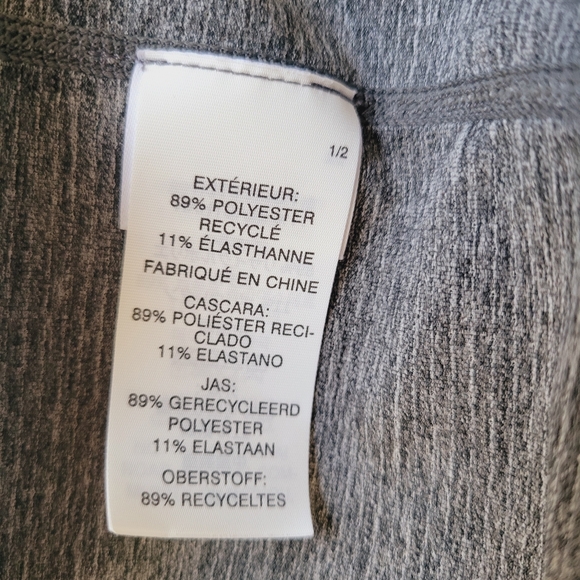 1/2
EXTÉRIEUR:
89% POLYESTER
RECYCLÉ
11% ÉLASTHANNE
FABRIQUÉ EN CHINE
CASCARA:
89% POLIÉSTER RECI-
CLADO
11% ELASTANO
JAS:
89% GERECYCLEERD
POLYESTER
11% ELASTAAN
OBERSTOFF:
89% RECYCELTES